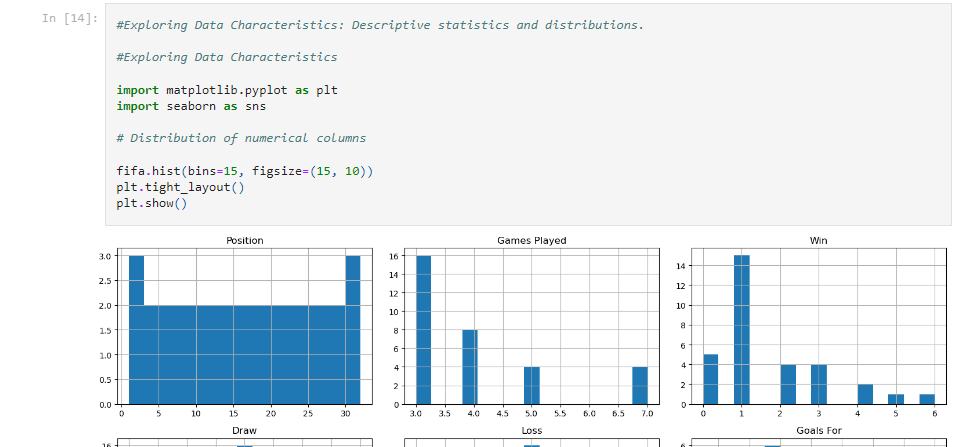 In [14]:
#Exploring Data Characteristics: Descriptive statistics and distributions.
#Exploring Data Characteristics
import matplotlib.pyplot as plt
import seaborn as sns
# Distribution of numerical columns
fifa.hist(bins=15, figsize=(15, 10))
plt.tight_layout()
plt.show()
Position
3.0
2.5
2.0
1.5
1.0
0.5
0.0
0 5 10 15 20 25 30
Games Played
16
14
12
10
8
6
4
2
0
3.0 3.5 4.0 4.5 5.0 5.5 6.0 6.5 7.0
Win
14
12
10
8
6
4
2
0
0 1 2 3 4 5 6
Draw
16
Loss
Goals For
6